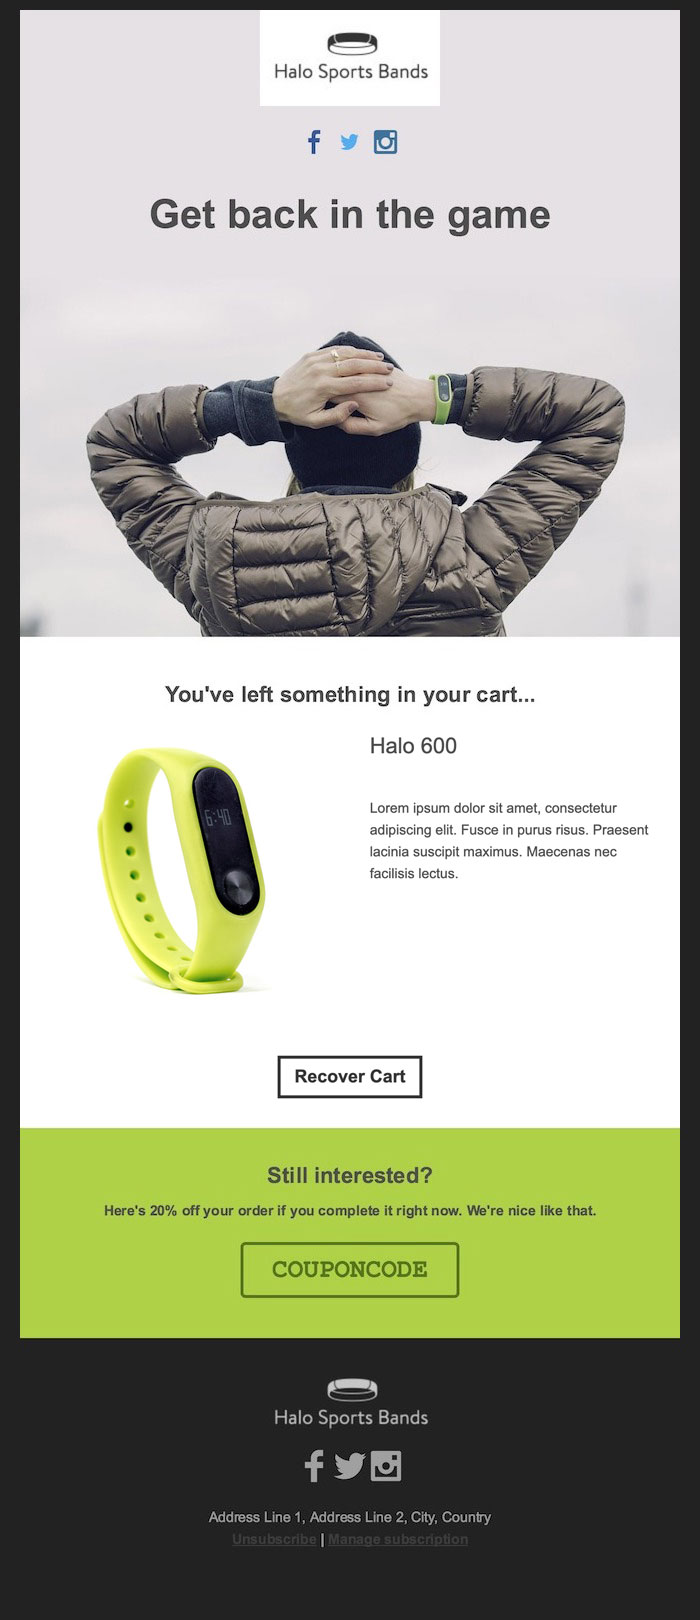 Halo Sports Bands
Get back in the game
You've left something in your cart...
Halo 600
Lorem ipsum dolor sit amet, consectetur
adipiscing elit. Fusce in purus risus. Praesent
lacinia suscipit maximus. Maecenas nec
facilisis lectus.
6:40
Recover Cart
Still interested?
Here's 20% off your order if you complete it right now. We're nice like that.
COUPONCODE
Halo Sports Bands
Address Line 1, Address Line 2, City, Country
Unsubscribe | Manage subscription